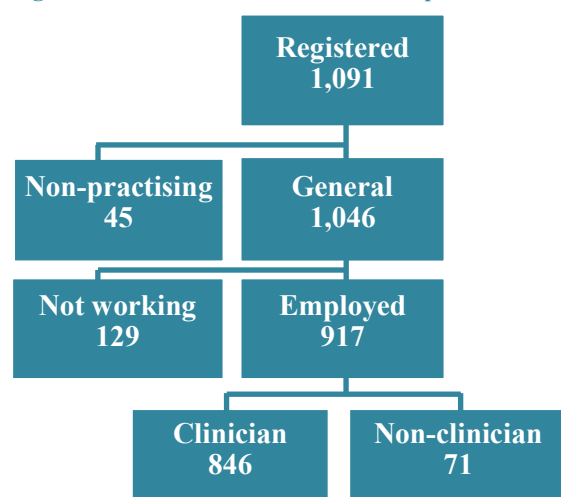 Registered
1,091
Non-practising
45
General
1,046
Not working
129
Employed
917
Clinician
846
Non-clinician
71